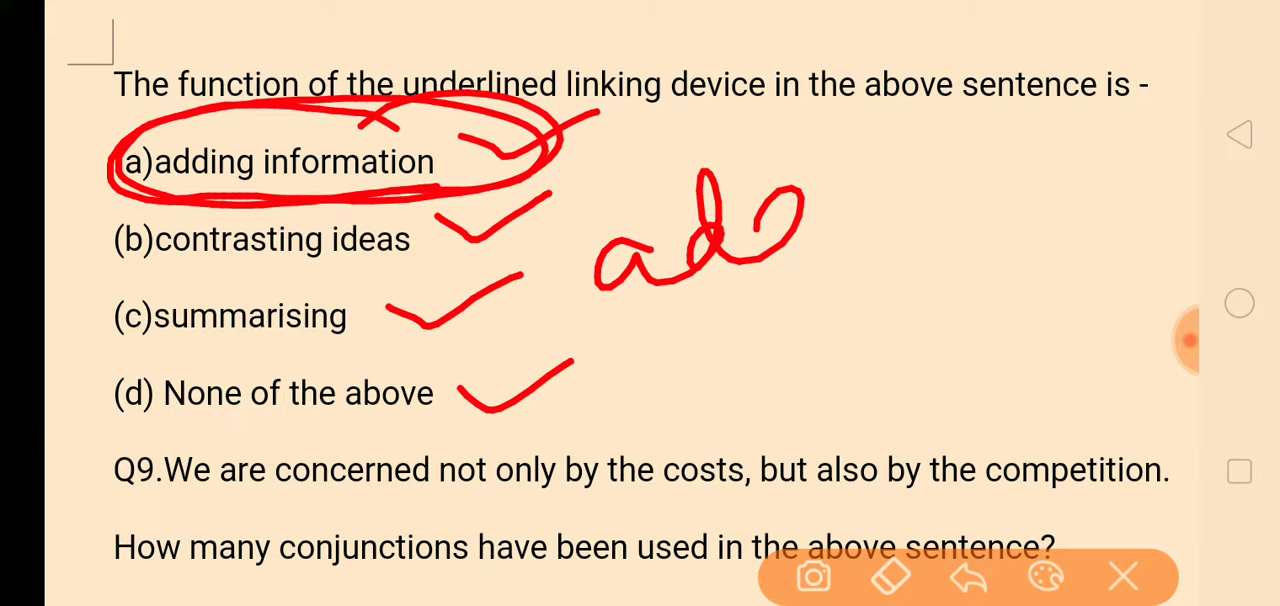 The function of the underlined linking device in the above sentence is -
(a)adding information
(b)contrasting ideas
ado
(c)summarising
(d) None of the above
Q9.We are concerned not only by the costs, but also by the competition.
How many conjunctions have been used in the above sentence?